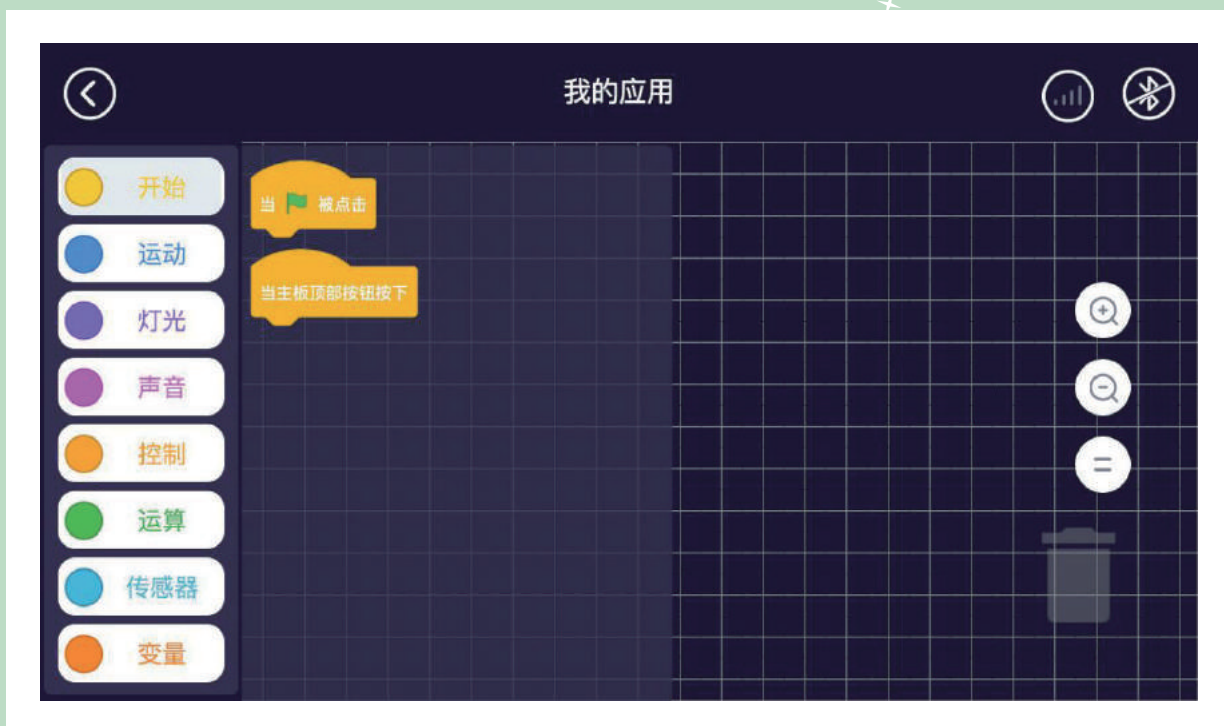 我的应用
开始
运动
灯光
声音
控制
运算
传感器
变量
当 被点击
当主板顶部按钮按下